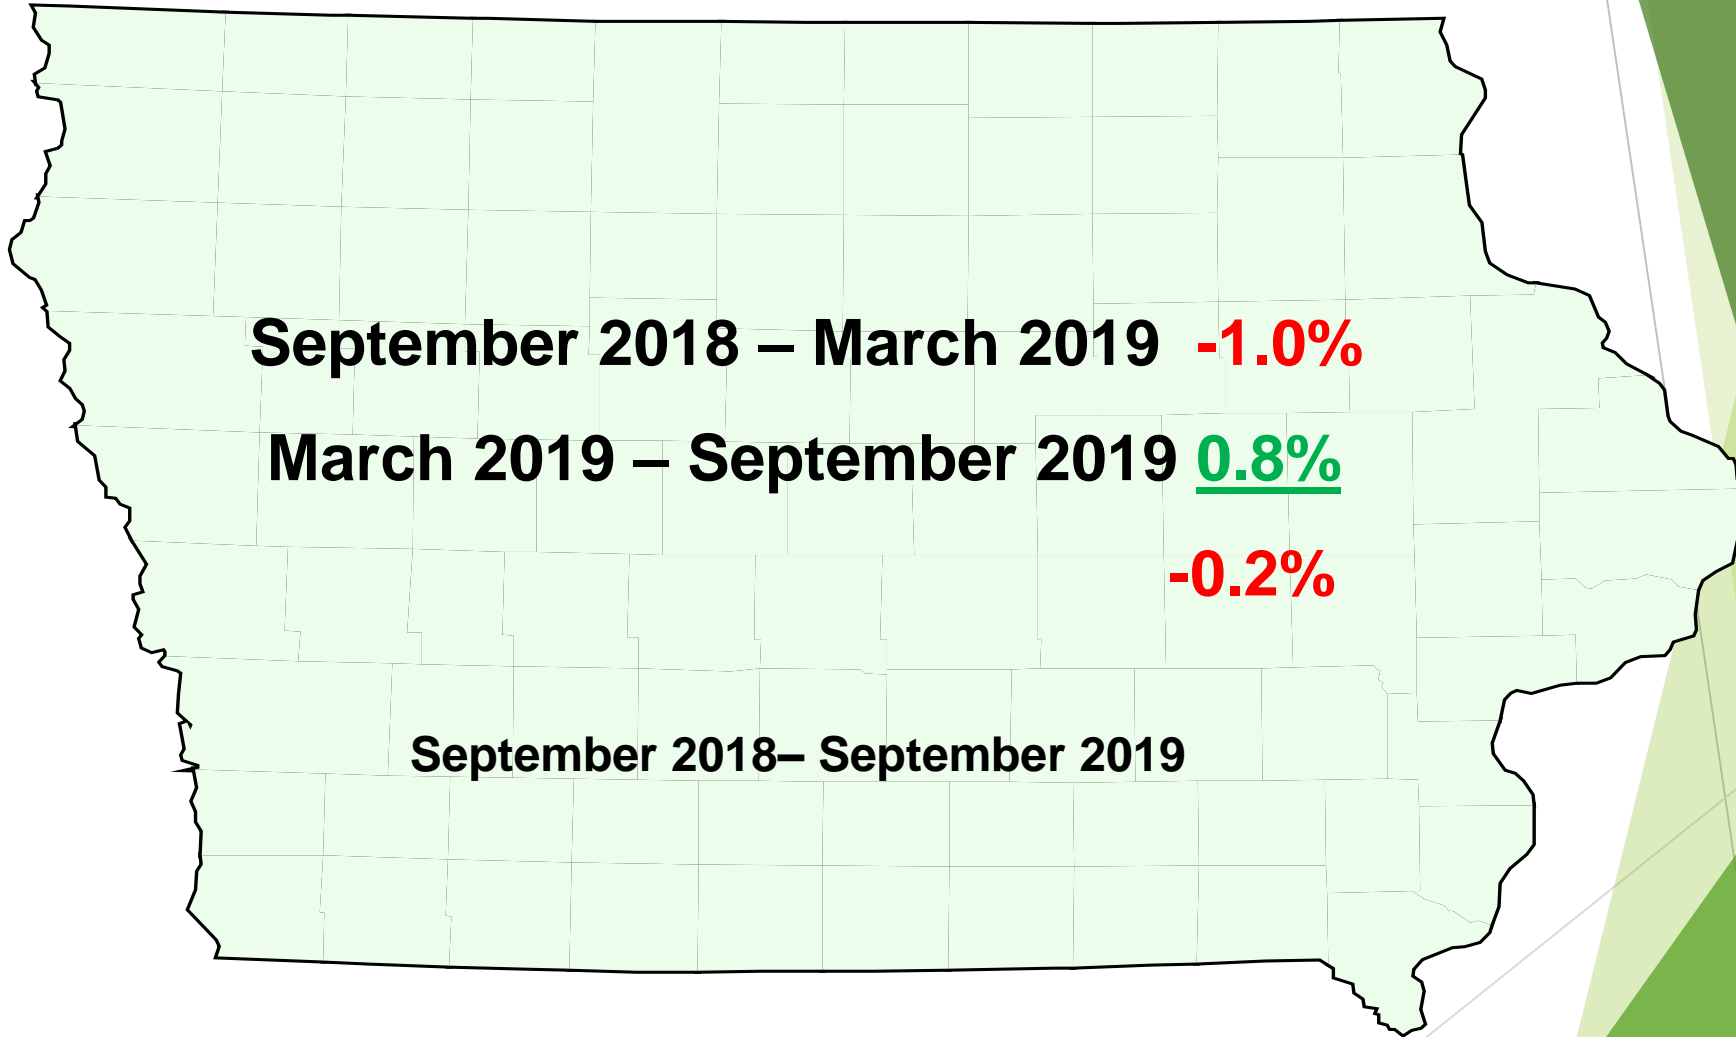 September 2018 – March 2019 -1.0%
March 2019 – September 2019 0.8%
-0.2%
September 2018– September 2019